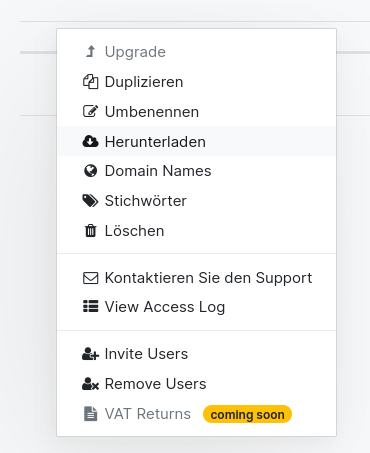 Upgrade
Duplizieren
Umbenennen
Herunterladen
Domain Names
Stichwörter
Löschen
Kontaktieren Sie den Support
View Access Log
Invite Users
Remove Users
VAT Returns coming soon